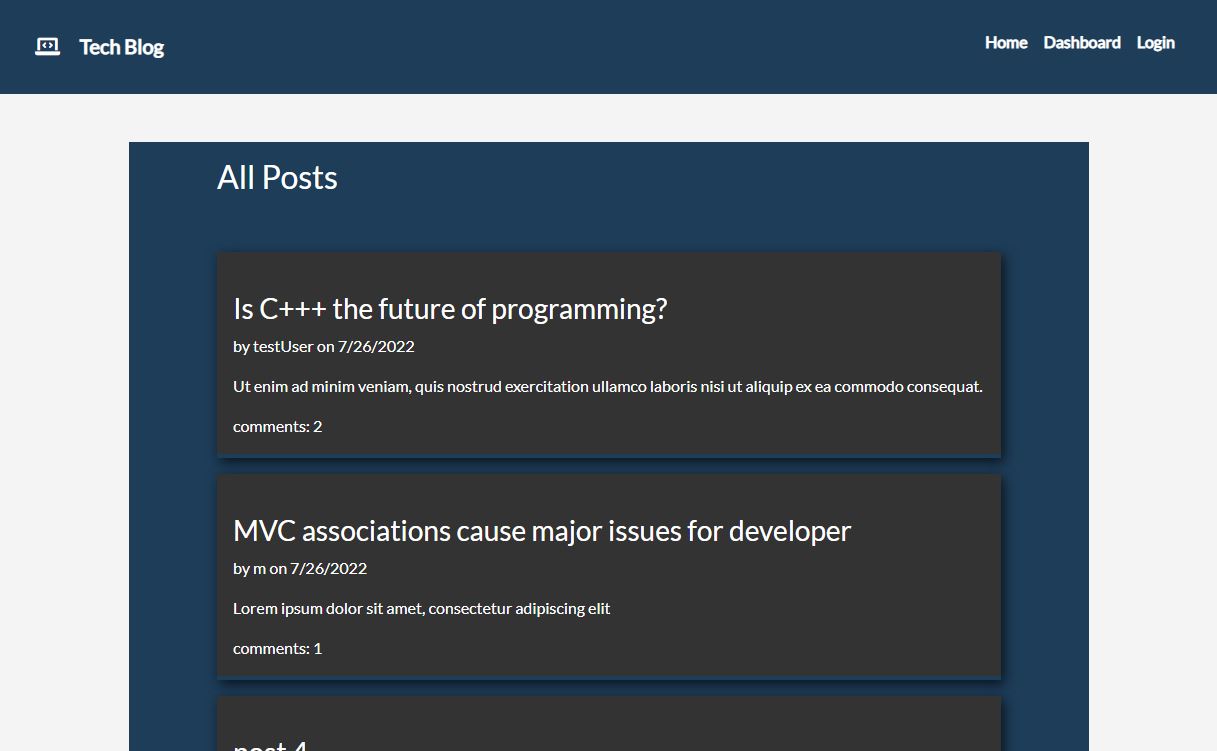 Tech Blog
Home Dashboard Login
All Posts
Is C+++ the future of programming?
by testUser on 7/26/2022
Ut enim ad minim veniam, quis nostrud exercitation ullamco laboris nisi ut aliquip ex ea commodo consequat.
comments: 2
MVC associations cause major issues for developer
by m on 7/26/2022
Lorem ipsum dolor sit amet, consectetur adipiscing elit
comments: 1
post 4